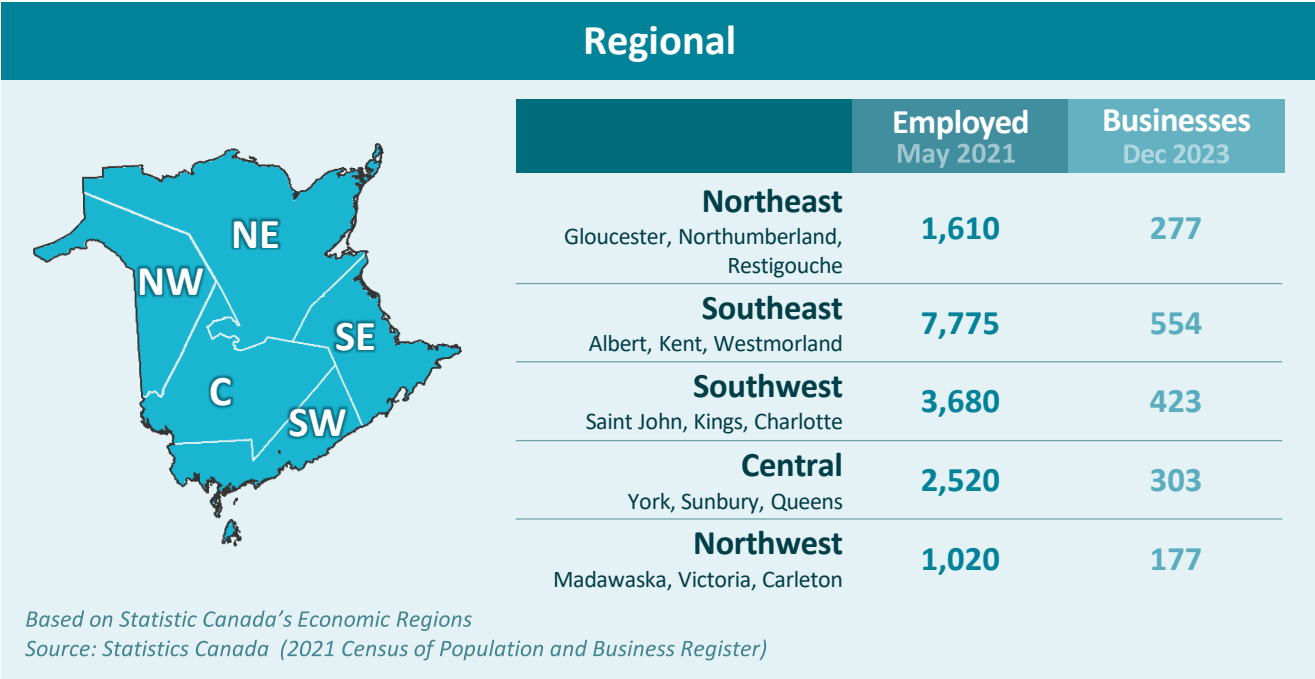 Regional
NE
NW
SE
C
SW
Employed
May 2021
Businesses
Dec 2023
Northeast
Gloucester, Northumberland,
Restigouche
1,610
277
Southeast
Albert, Kent, Westmorland
7,775
554
Southwest
Saint John, Kings, Charlotte
3,680
423
Central
York, Sunbury, Queens
2,520
303
Northwest
Madawaska, Victoria, Carleton
1,020
177
Based on Statistic Canada’s Economic Regions
Source: Statistics Canada (2021 Census of Population and Business Register)